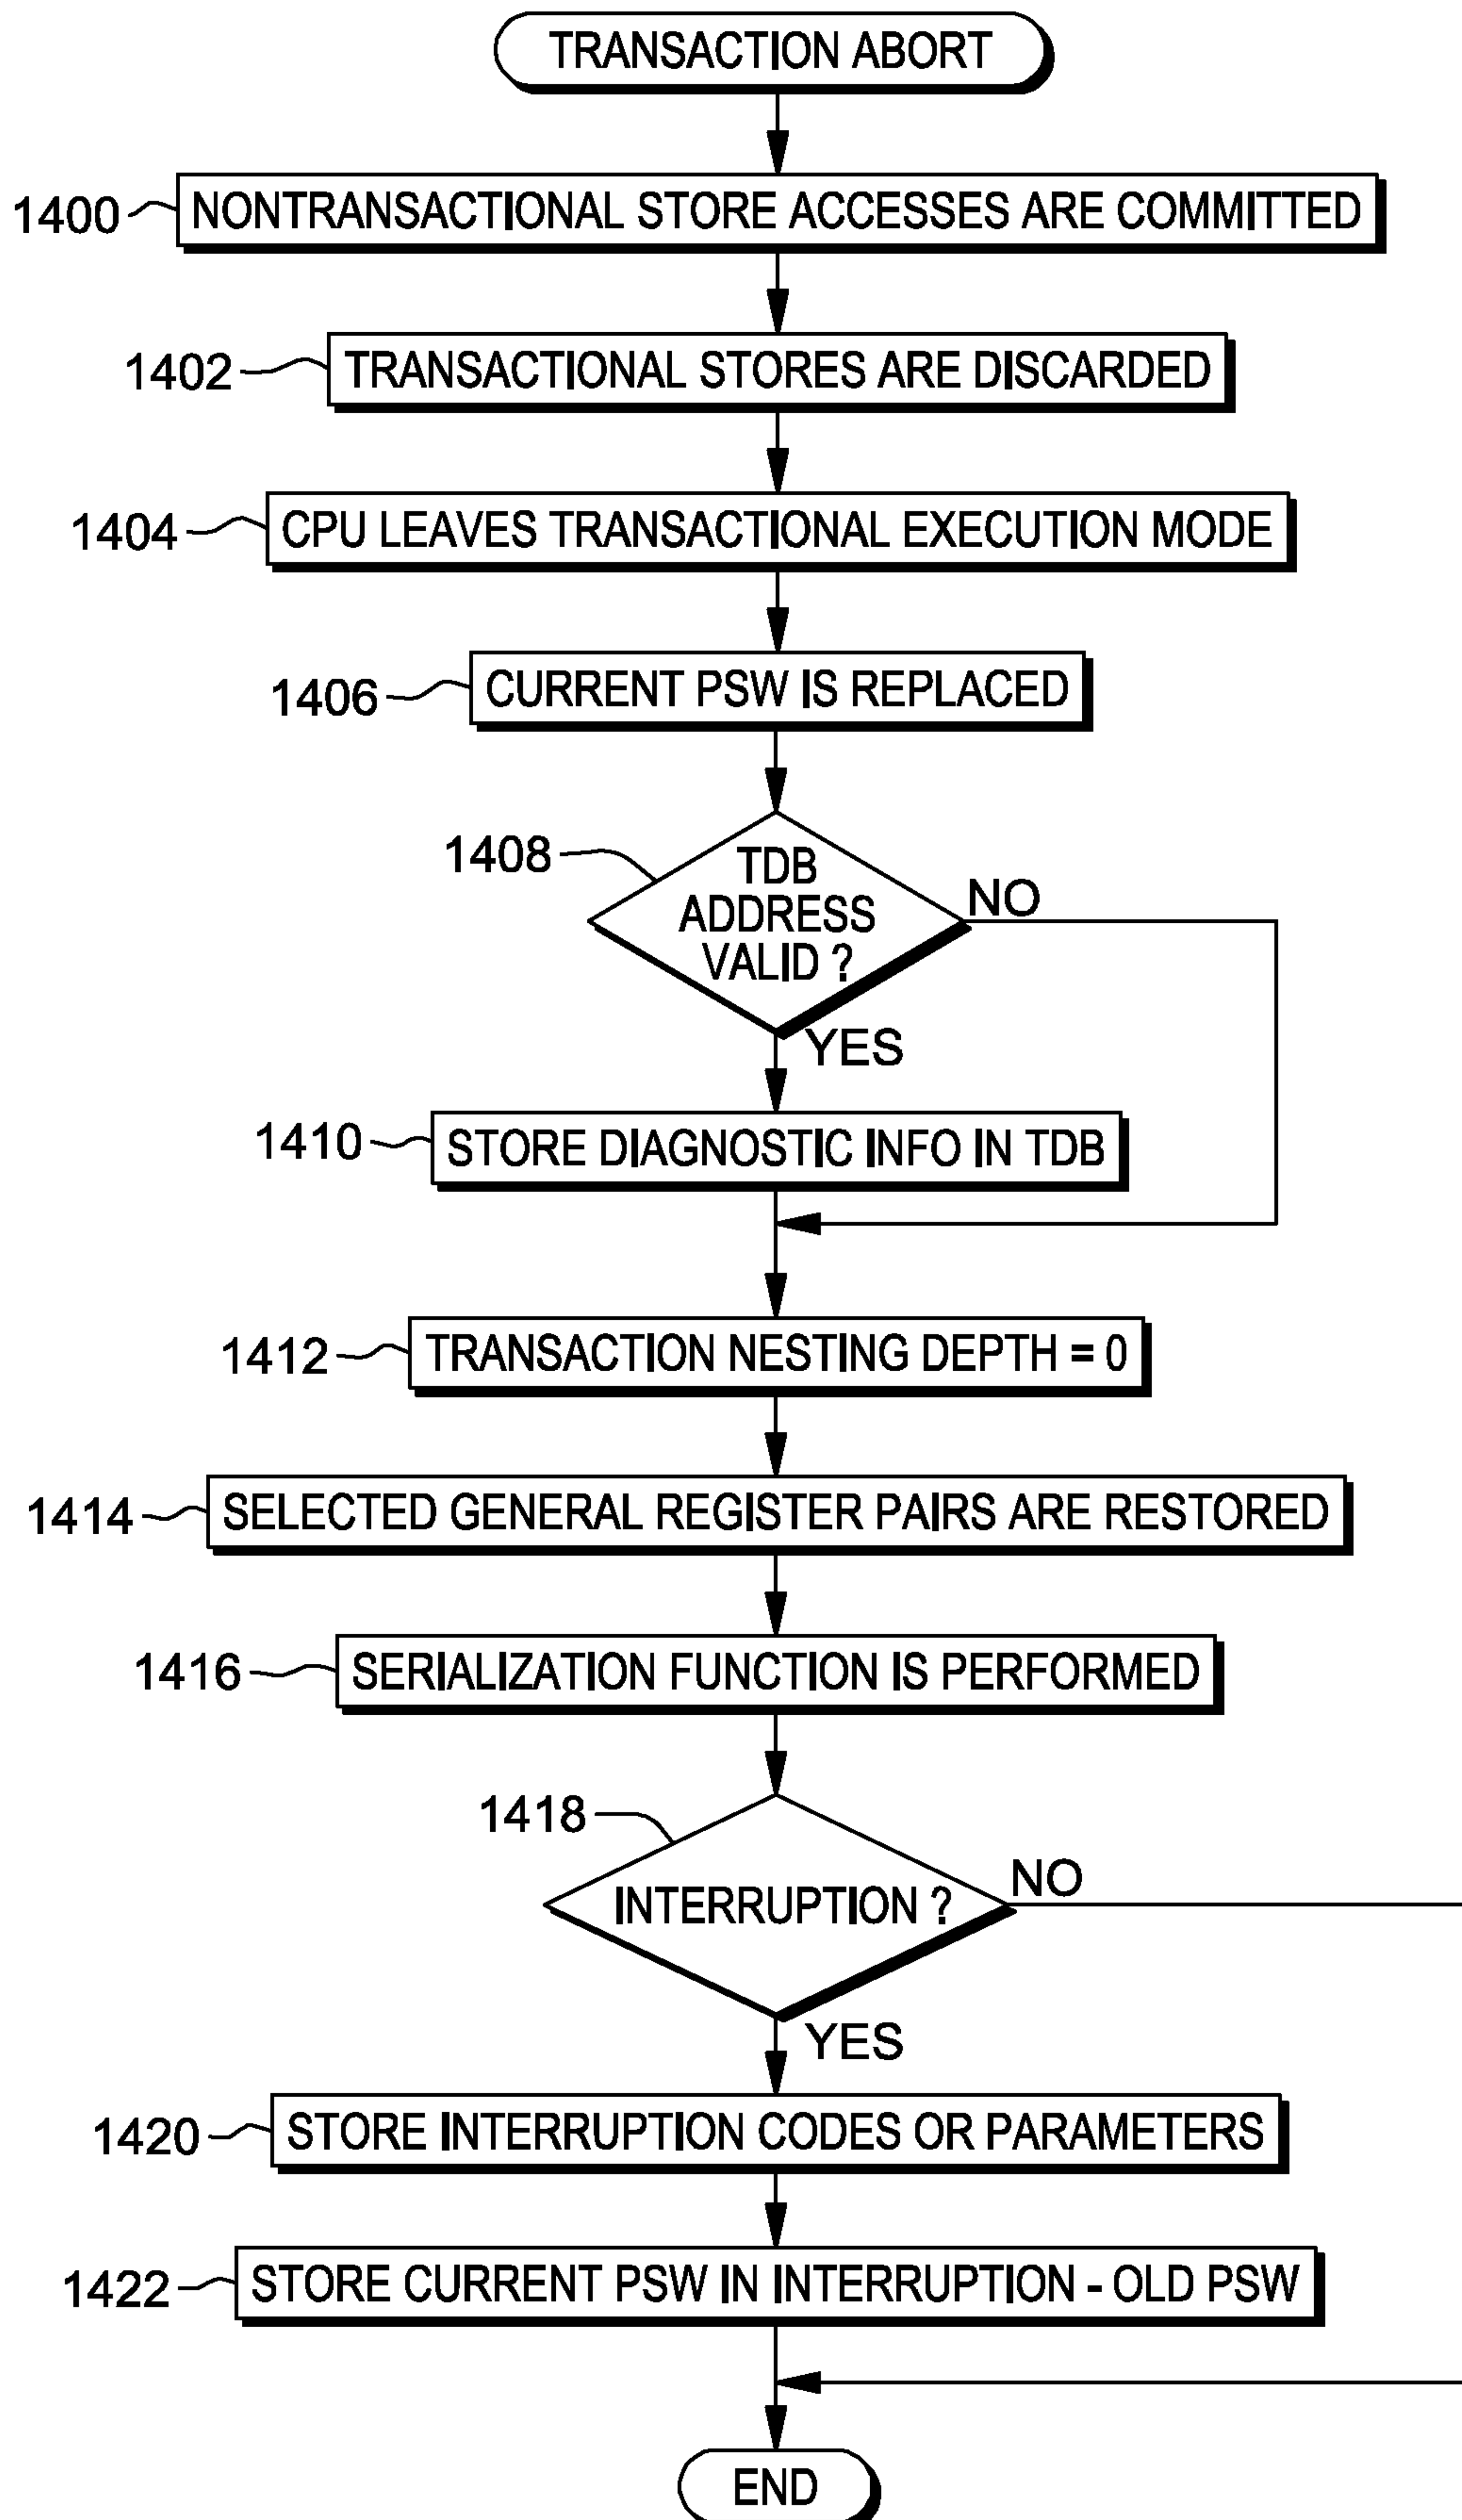 TRANSACTION ABORT
1400
NONTRANSACTIONAL STORE ACCESSES ARE COMMITTED
1402
TRANSACTIONAL STORES ARE DISCARDED
1404
CPU LEAVES TRANSACTIONAL EXECUTION MODE
1406
CURRENT PSW IS REPLACED
1408
TDB
ADDRESS
VALID ?
NO
YES
1410
STORE DIAGNOSTIC INFO IN TDB
1412
TRANSACTION NESTING DEPTH = 0
1414
SELECTED GENERAL REGISTER PAIRS ARE RESTORED
1416
SERIALIZATION FUNCTION IS PERFORMED
1418
INTERRUPTION ?
NO
YES
1420
STORE INTERRUPTION CODES OR PARAMETERS
1422
STORE CURRENT PSW IN INTERRUPTION - OLD PSW
END